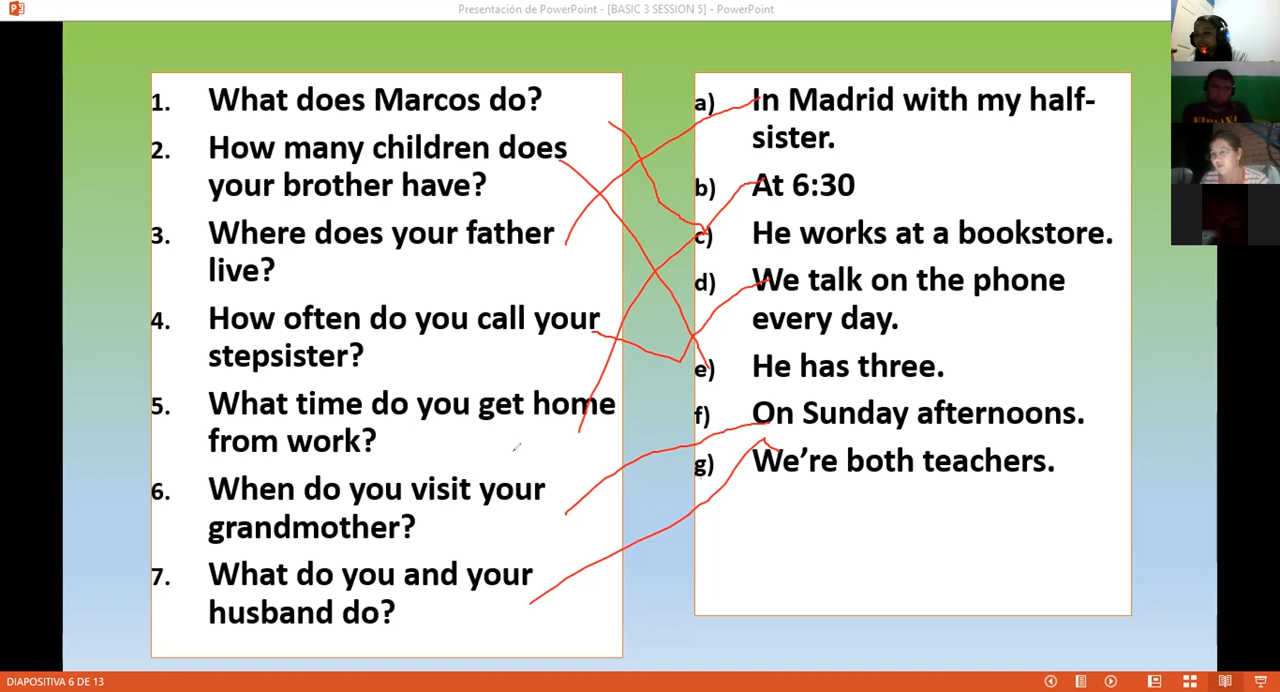 Presentación de PowerPoint - [BASIC 3 SESSION 5] - PowerPoint
1. What does Marcos do?
2. How many children does
your brother have?
3. Where does your father
live?
4. How often do you call your
stepsister?
5. What time do you get home
from work?
6. When do you visit your
grandmother?
7. What do you and your
husband do?
a) In Madrid with my half-
sister.
b) At 6:30
c) He works at a bookstore.
d) We talk on the phone
every day.
e) He has three.
f) On Sunday afternoons.
g) We're both teachers.
DIAPOSITIVA 6 DE 13